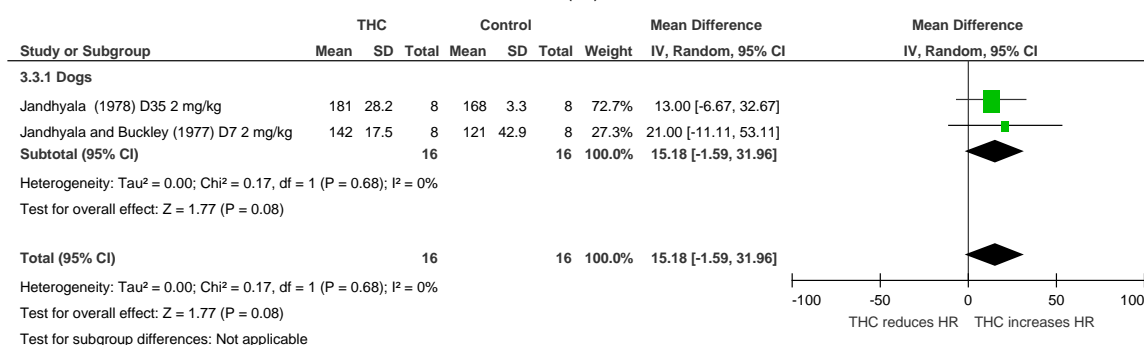 THC Control Mean Difference Mean Difference
Study or Subgroup Mean SD Total Mean SD Total Weight IV, Random, 95% CI IV, Random, 95% CI
3.3.1 Dogs
Jandhyala (1978) D35 2 mg/kg 181 28.2 8 168 3.3 8 72.7% 13.00 [-6.67, 32.67]
Jandhyala and Buckley (1977) D7 2 mg/kg 142 17.5 8 121 42.9 8 27.3% 21.00 [-11.11, 53.11]
Subtotal (95% CI) 16 16 100.0% 15.18 [-1.59, 31.96]
Heterogeneity: Tau² = 0.00; Chi² = 0.17, df = 1 (P = 0.68); I² = 0%
Test for overall effect: Z = 1.77 (P = 0.08)
Total (95% CI) 16 16 100.0% 15.18 [-1.59, 31.96]
Heterogeneity: Tau² = 0.00; Chi² = 0.17, df = 1 (P = 0.68); I² = 0%
Test for overall effect: Z = 1.77 (P = 0.08)
Test for subgroup differences: Not applicable
-100 -50 0 50 100
THC reduces HR THC increases HR